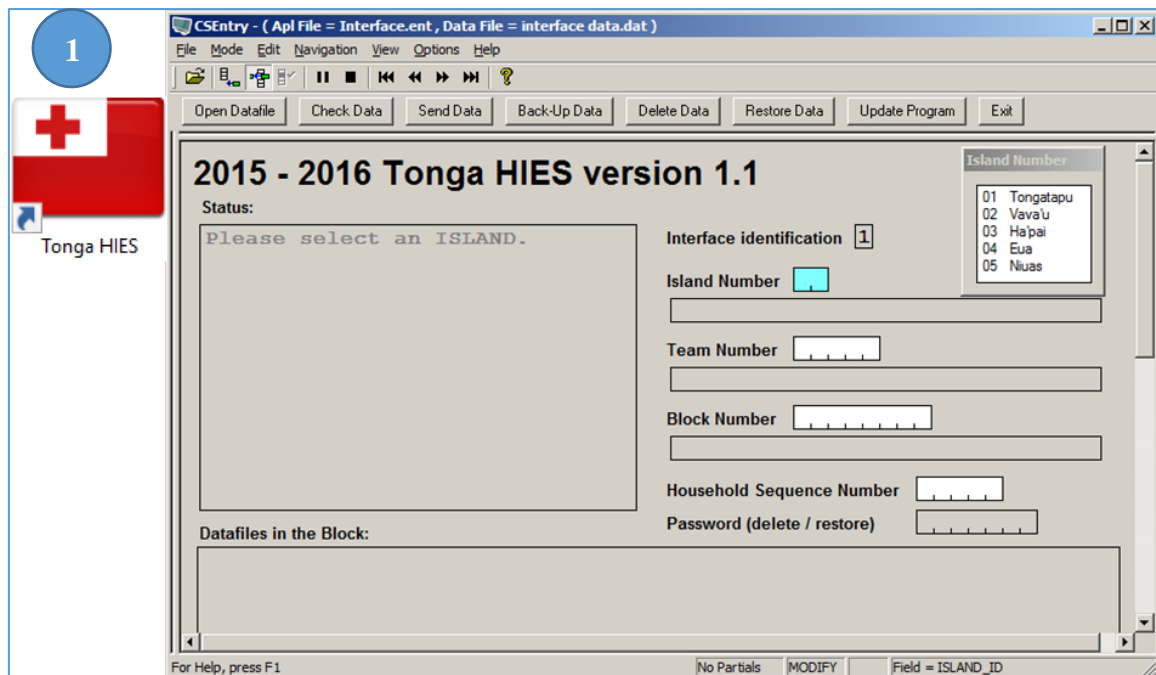 1
Tonga HIES
CSEntry - ( Apl File = Interface.ent , Data File = interface data.dat )
File Mode Edit Navigation View Options Help
Open Datafile Check Data Send Data Back-Up Data Delete Data Restore Data Update Program Exit
2015 - 2016 Tonga HIES version 1.1
Status:
Please select an ISLAND.
Interface identification 1
Island Number
Team Number
Block Number
Household Sequence Number
Password (delete / restore)
Island Number
01 Tongatapu
02 Vava'u
03 Ha'pai
04 Eua
05 Niuas
Datafiles in the Block:
For Help, press F1
No Partials MODIFY Field = ISLAND_ID